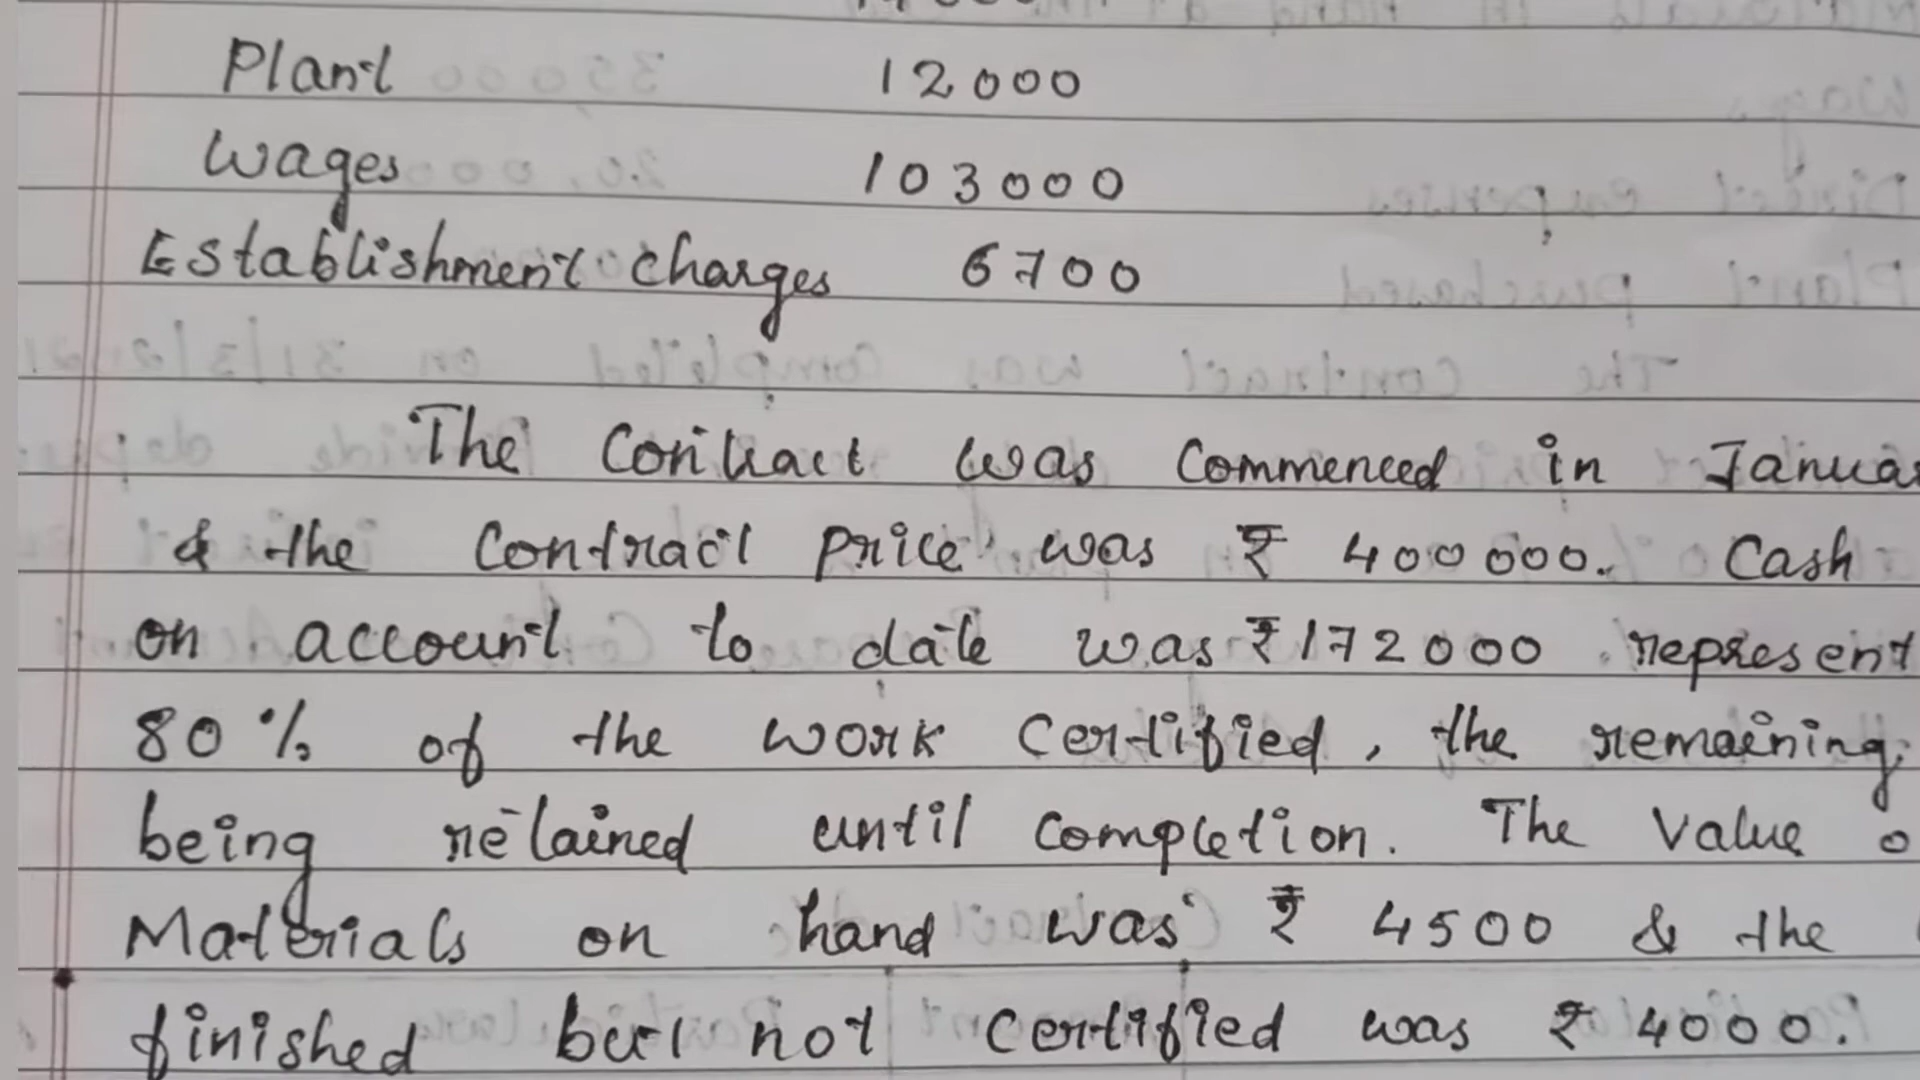 Plant 12000
Wages 103000
Establishment charges 6700
The Contract was Commenced in Januar
& the Contract price was ₹ 400000. Cash
on account to date was ₹172000 represent
80% of the work Certified, the remaining
being retained until Completion. The Value o
Materials on hand was ₹ 4500 & the
finished but not Certified was ₹ 4000.